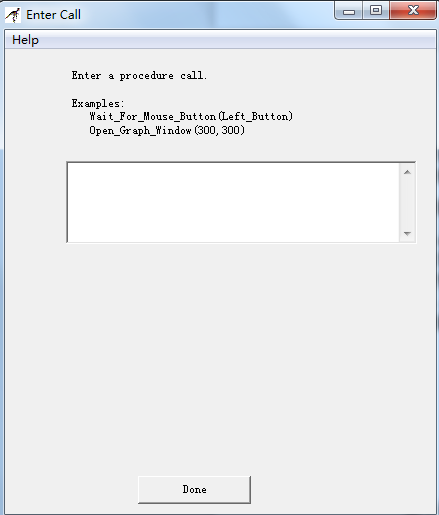 Enter Call
Help
Enter a procedure call.
Examples:
Wait_For_Mouse_Button(Left_Button)
Open_Graph_Window(300,300)
Done